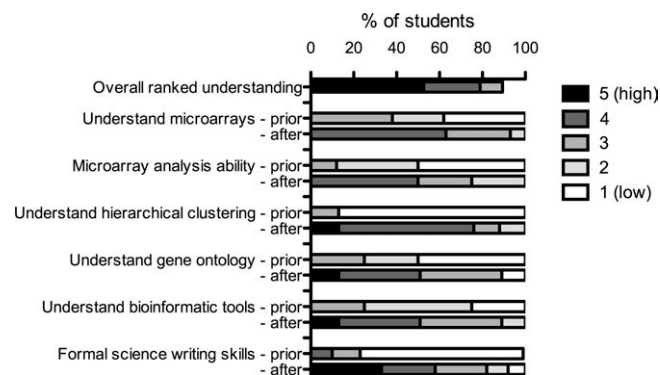 % of students
0 20 40 60 80 100
Overall ranked understanding
Understand microarrays - prior
- after
Microarray analysis ability - prior
- after
Understand hierarchical clustering - prior
- after
Understand gene ontology - prior
- after
Understand bioinformatic tools - prior
- after
Formal science writing skills - prior
- after
5 (high)
4
3
2
1 (low)